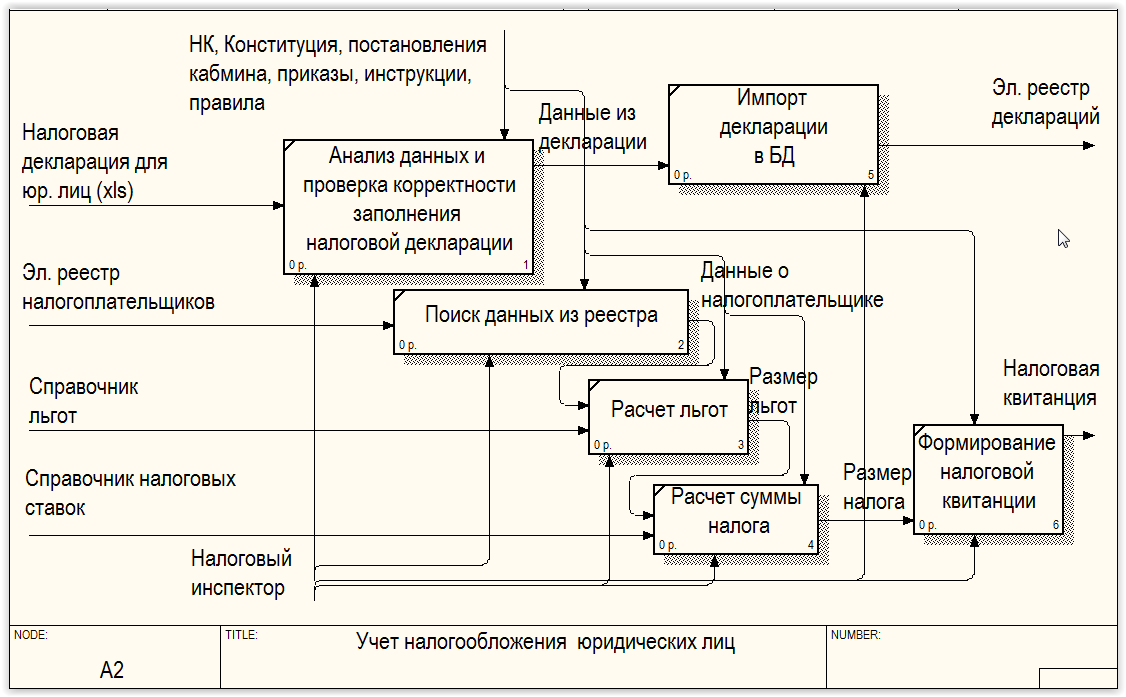 НК, Конституция, постановления
кабмина, приказы, инструкции,
правила
Эл. реестр
деклараций
Налоговая
декларация для
юр. лиц (xls)
Данные из
декларации
Импорт
декларации
в БД
0 р.
5
Анализ данных и
проверка корректности
заполнения
налоговой декларации
0 р.
1
Эл. реестр
налогоплательщиков
Данные о
налогоплательщике
Поиск данных из реестра
0 р.
2
Справочник
льгот
Размер
льгот
Расчет льгот
0 р.
3
Налоговая
квитанция
Справочник налоговых
ставок
Расчет суммы
налога
0 р.
4
Размер
налога
Формирование
налоговой
квитанции
0 р.
6
Налоговый
инспектор
NODE:
A2
TITLE:
Учет налогообложения юридических лиц
NUMBER: